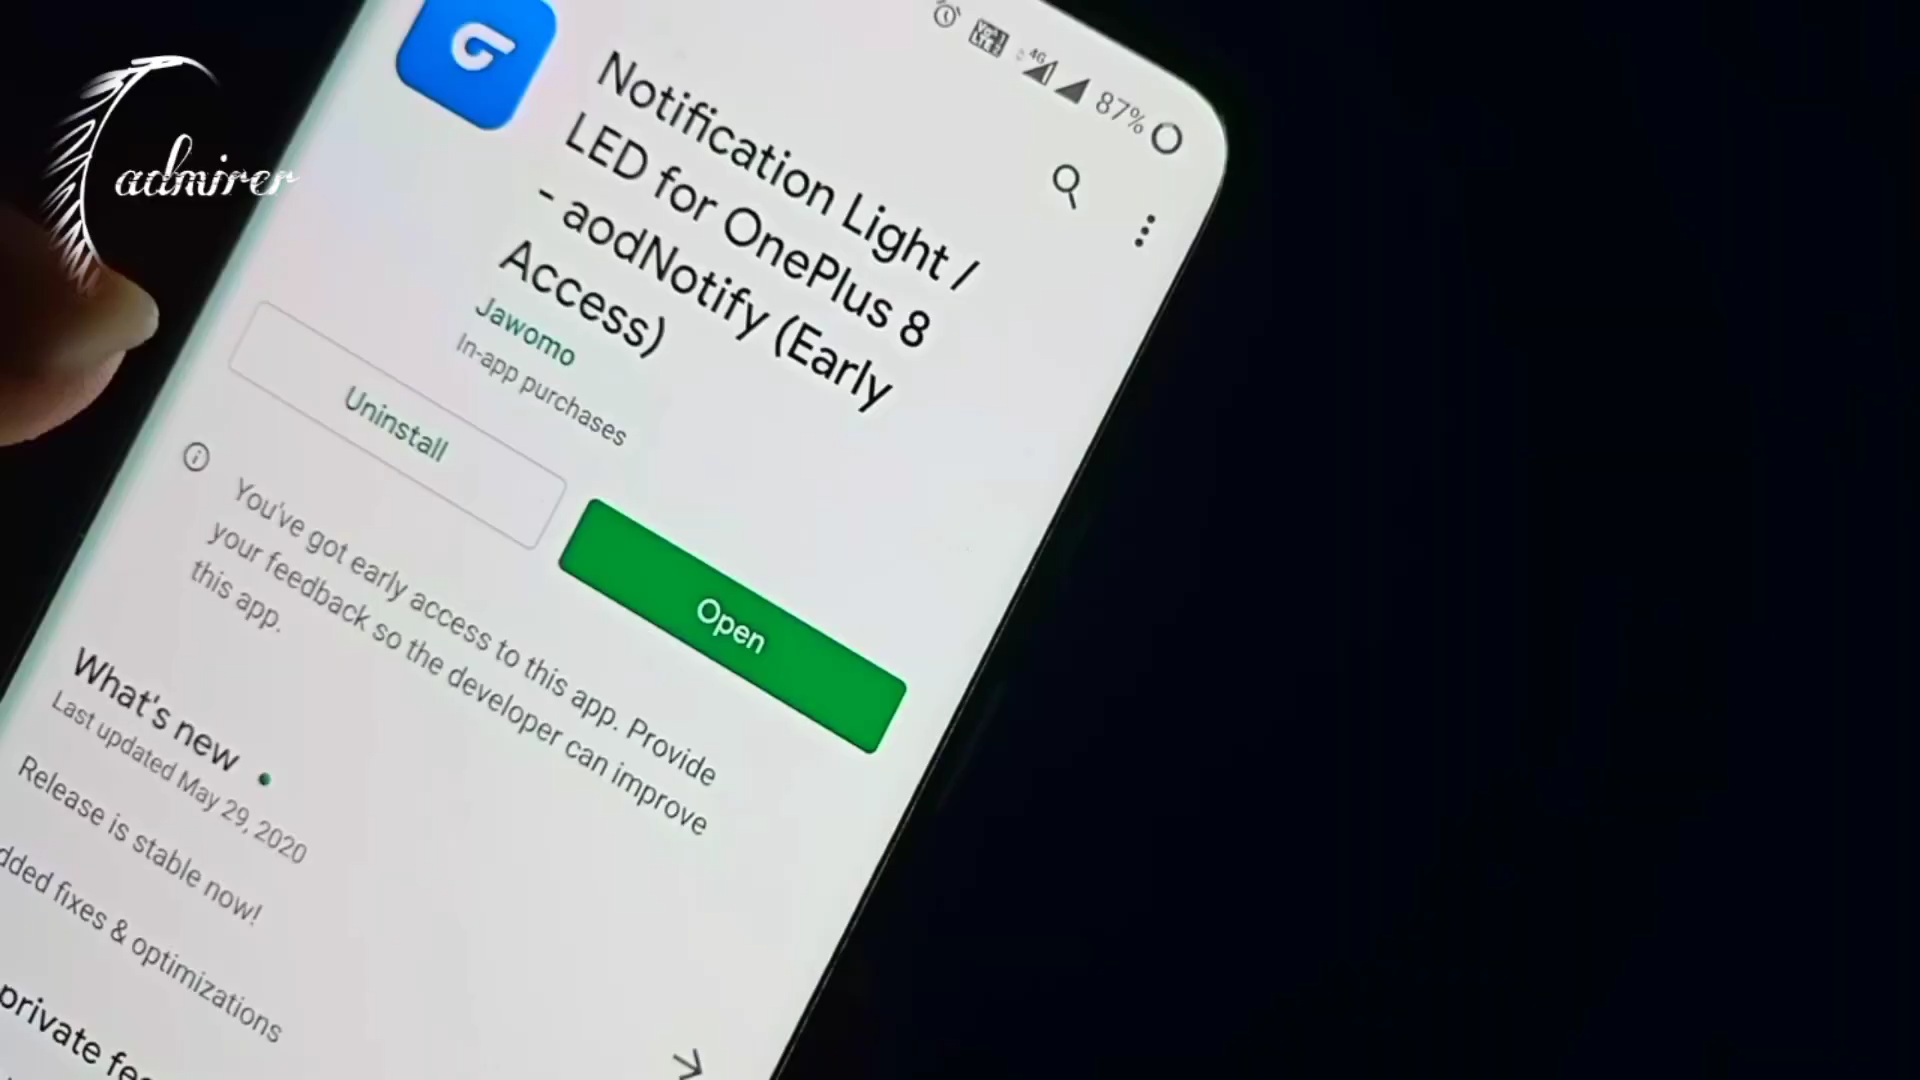 admirer
4G
87%
Notification Light /
LED for OnePlus 8
- aodNotify (Early
Access)
Jawomo
In-app purchases
Uninstall
Open
You've got early access to this app. Provide
your feedback so the developer can improve
this app.
What's new
Last updated May 29, 2020
Release is stable now!
dded fixes & optimizations
private fee